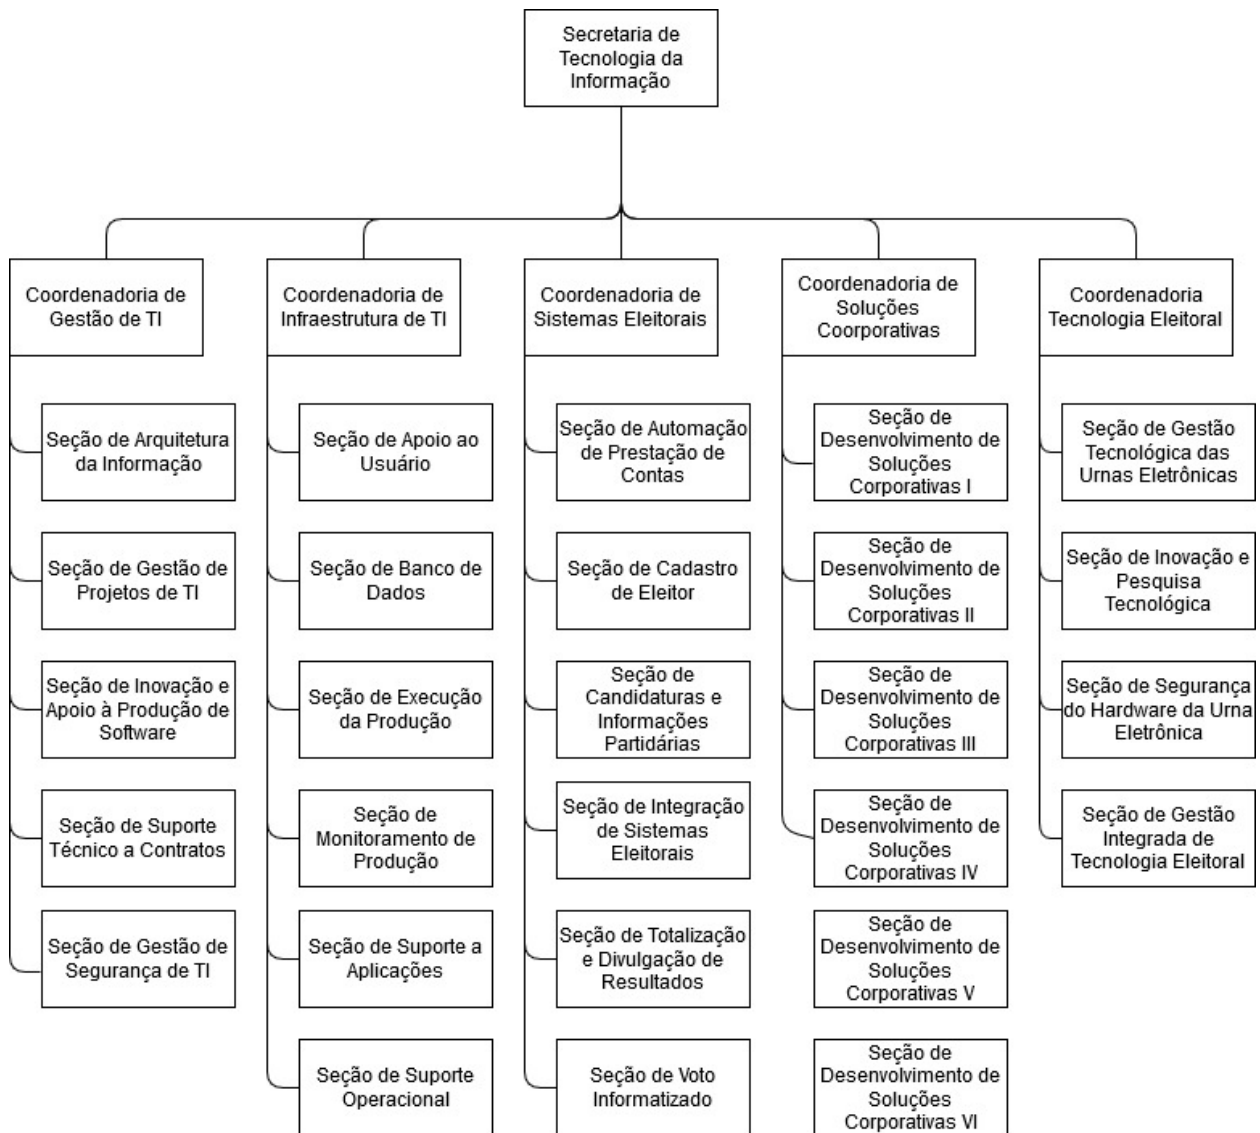 Secretaria de
Tecnologia da
Informação
Coordenadoria de
Gestão de TI
Coordenadoria de
Infraestrutura de TI
Coordenadoria de
Sistemas Eleitorais
Coordenadoria de
Soluções
Coorporativas
Coordenadoria
Tecnologia Eleitoral
Seção de Arquitetura
da Informação
Seção de Apoio ao
Usuário
Seção de Automação
de Prestação de
Contas
Seção de
Desenvolvimento de
Soluções
Corporativas I
Seção de Gestão
Tecnológica das
Urnas Eletrônicas
Seção de Gestão de
Projetos de TI
Seção de Banco de
Dados
Seção de Cadastro
de Eleitor
Seção de
Desenvolvimento de
Soluções
Corporativas II
Seção de Inovação e
Pesquisa
Tecnológica
Seção de Inovação e
Apoio à Produção de
Software
Seção de Execução
da Produção
Seção de
Candidaturas e
Informações
Partidárias
Seção de
Desenvolvimento de
Soluções
Corporativas III
Seção de Segurança
do Hardware da Urna
Eletrônica
Seção de Suporte
Técnico a Contratos
Seção de
Monitoramento de
Produção
Seção de Integração
de Sistemas
Eleitorais
Seção de
Desenvolvimento de
Soluções
Corporativas IV
Seção de Gestão
Integrada de
Tecnologia Eleitoral
Seção de Gestão de
Segurança de TI
Seção de Suporte a
Aplicações
Seção de Totalização
e Divulgação de
Resultados
Seção de
Desenvolvimento de
Soluções
Corporativas V
Seção de Suporte
Operacional
Seção de Voto
Informatizado
Seção de
Desenvolvimento de
Soluções
Corporativas VI